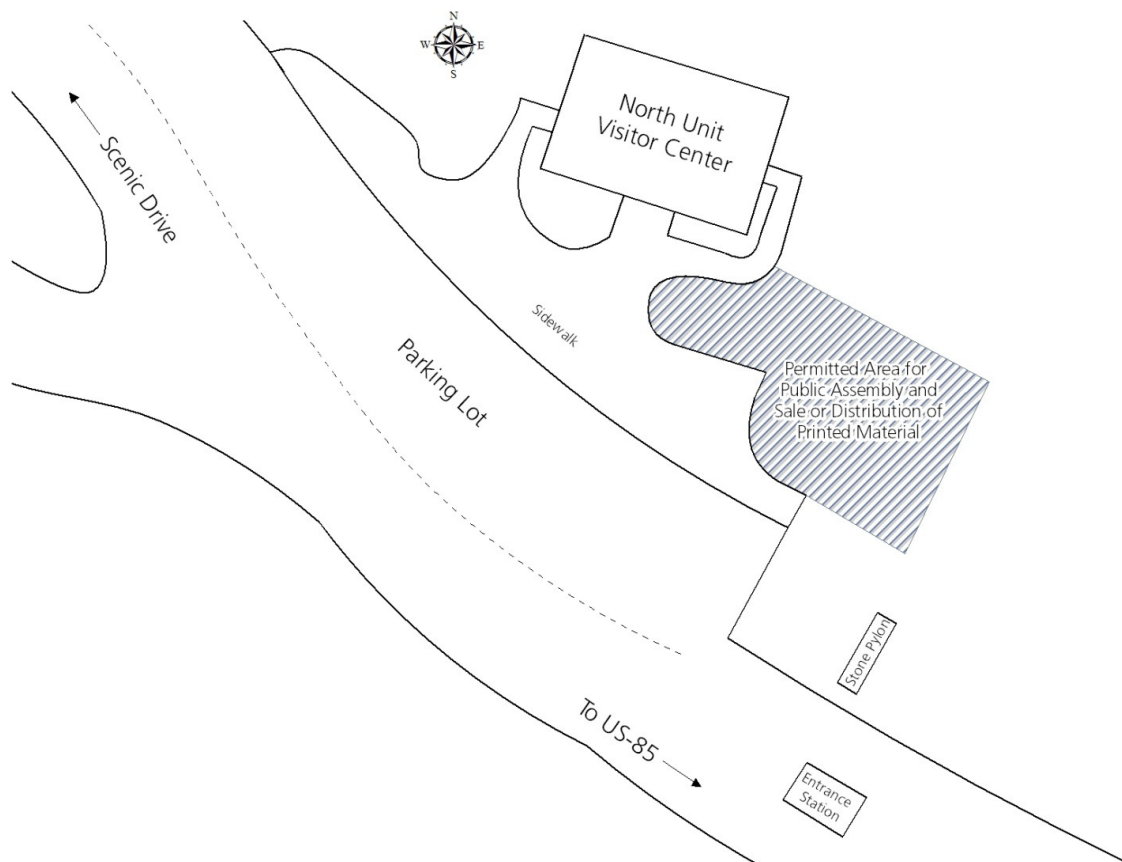 N
W
E
S
North Unit
Visitor Center
Scenic Drive
Sidewalk
Parking Lot
Permitted Area for
Public Assembly and
Sale or Distribution of
Printed Material
Stone Pylon
To US-85
Entrance
Station